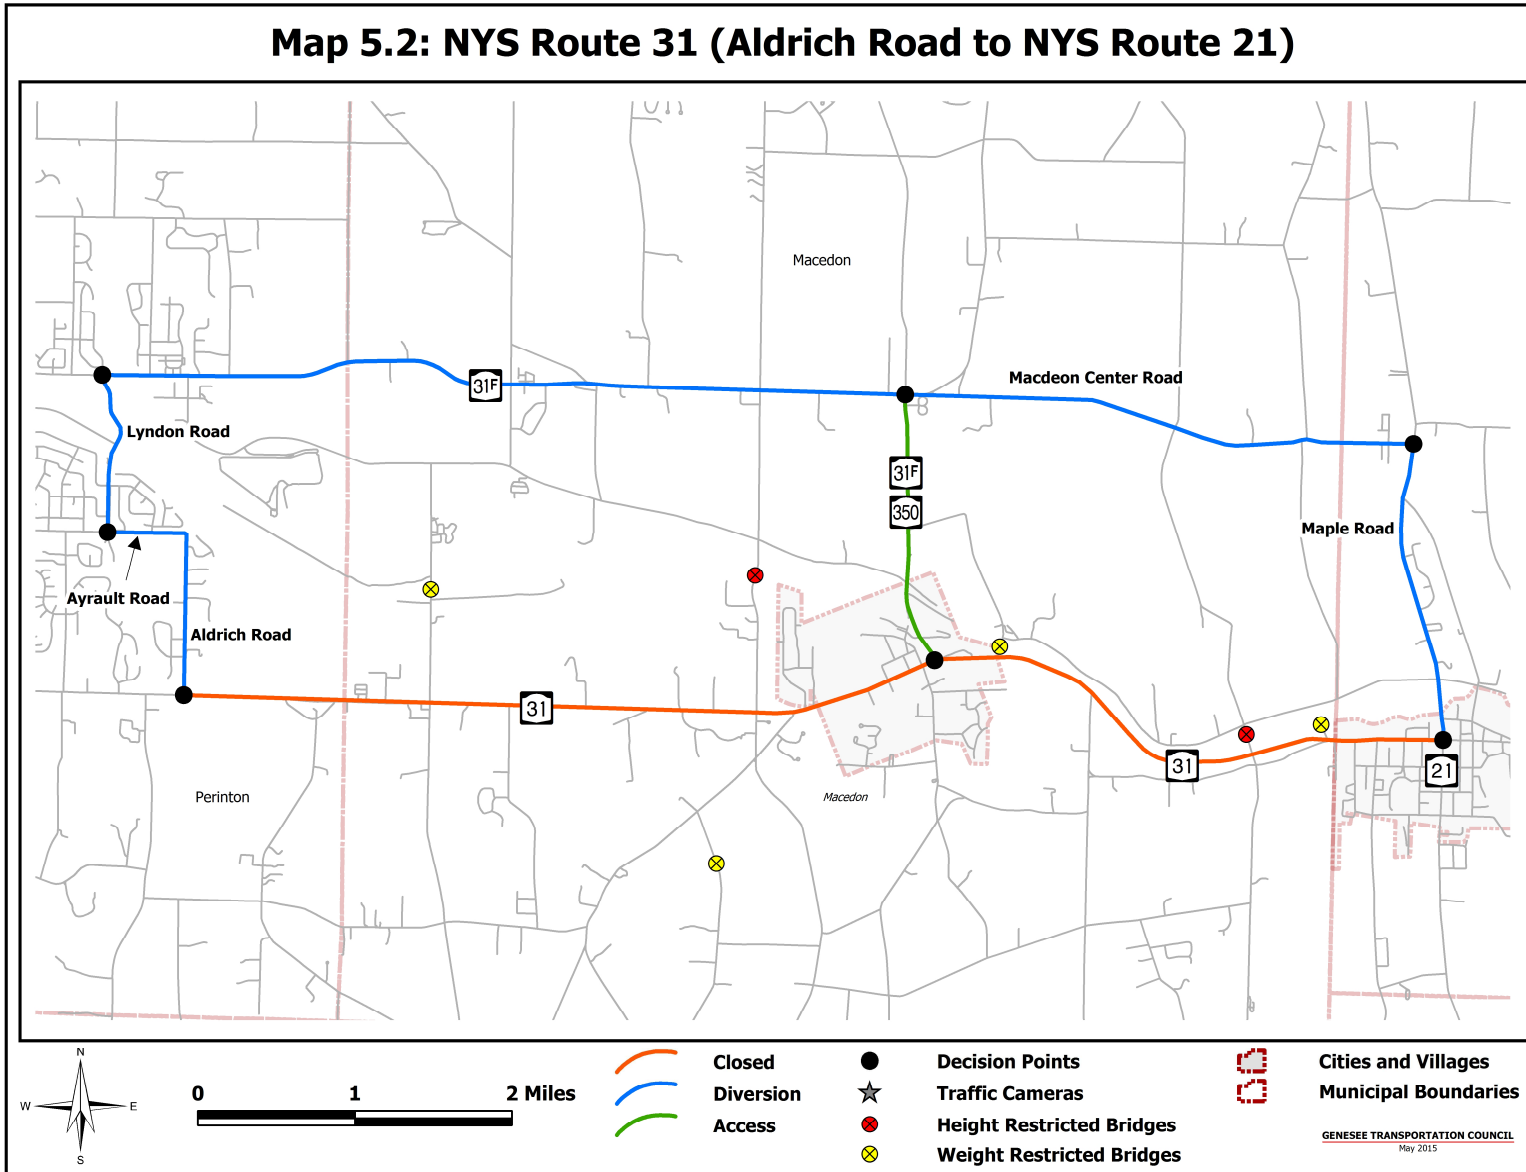 Map 5.2: NYS Route 31 (Aldrich Road to NYS Route 21)
Macedon
31F
Macdeon Center Road
Lyndon Road
31F
350
Maple Road
Ayrault Road
Aldrich Road
31
31
21
Perinton
Macedon
N
W
E
S
0
1
2 Miles
Closed
Diversion
Access
Decision Points
Traffic Cameras
Height Restricted Bridges
Weight Restricted Bridges
Cities and Villages
Municipal Boundaries
GENESEE TRANSPORTATION COUNCIL
May 2015